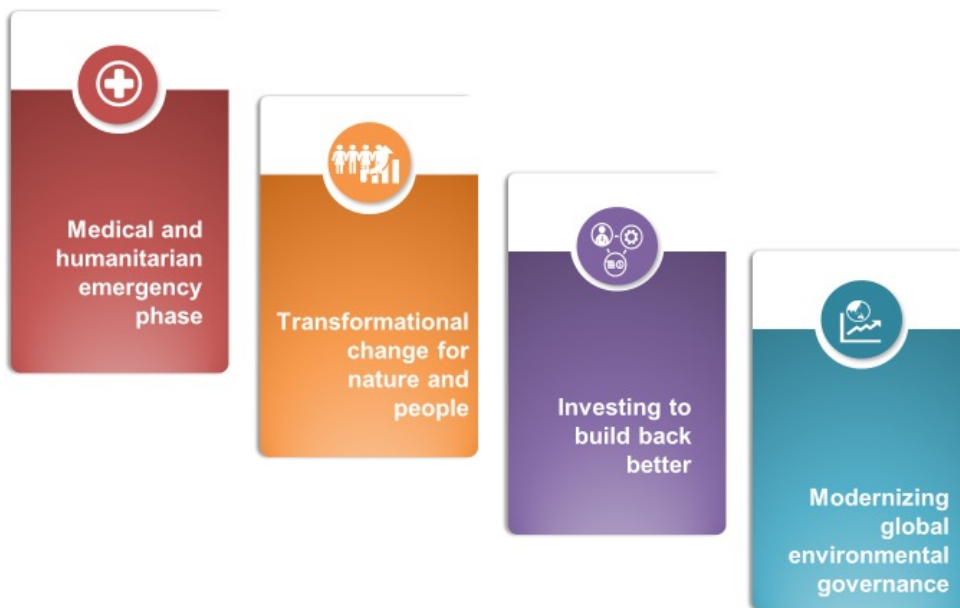 Medical and
humanitarian
emergency
phase
Transformational
change for
nature and
people
Investing to
build back
better
Modernizing
global
environmental
governance